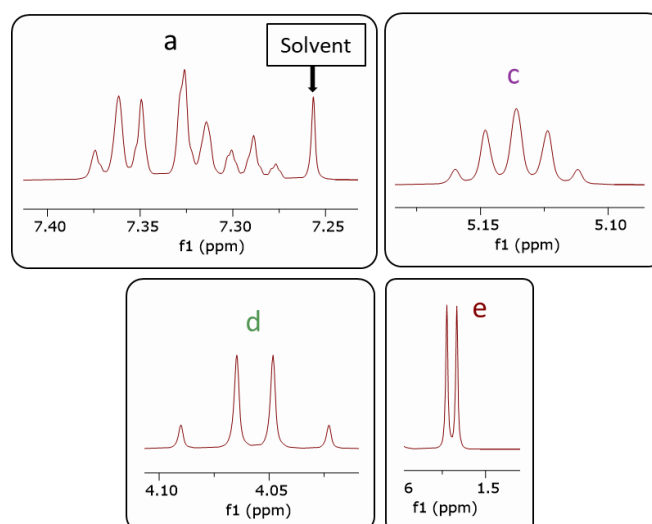 a
Solvent
7.40 7.35 7.30 7.25
f1 (ppm)
c
5.15 5.10
f1 (ppm)
d
4.10 4.05
f1 (ppm)
e
6 1.5
f1 (ppm)